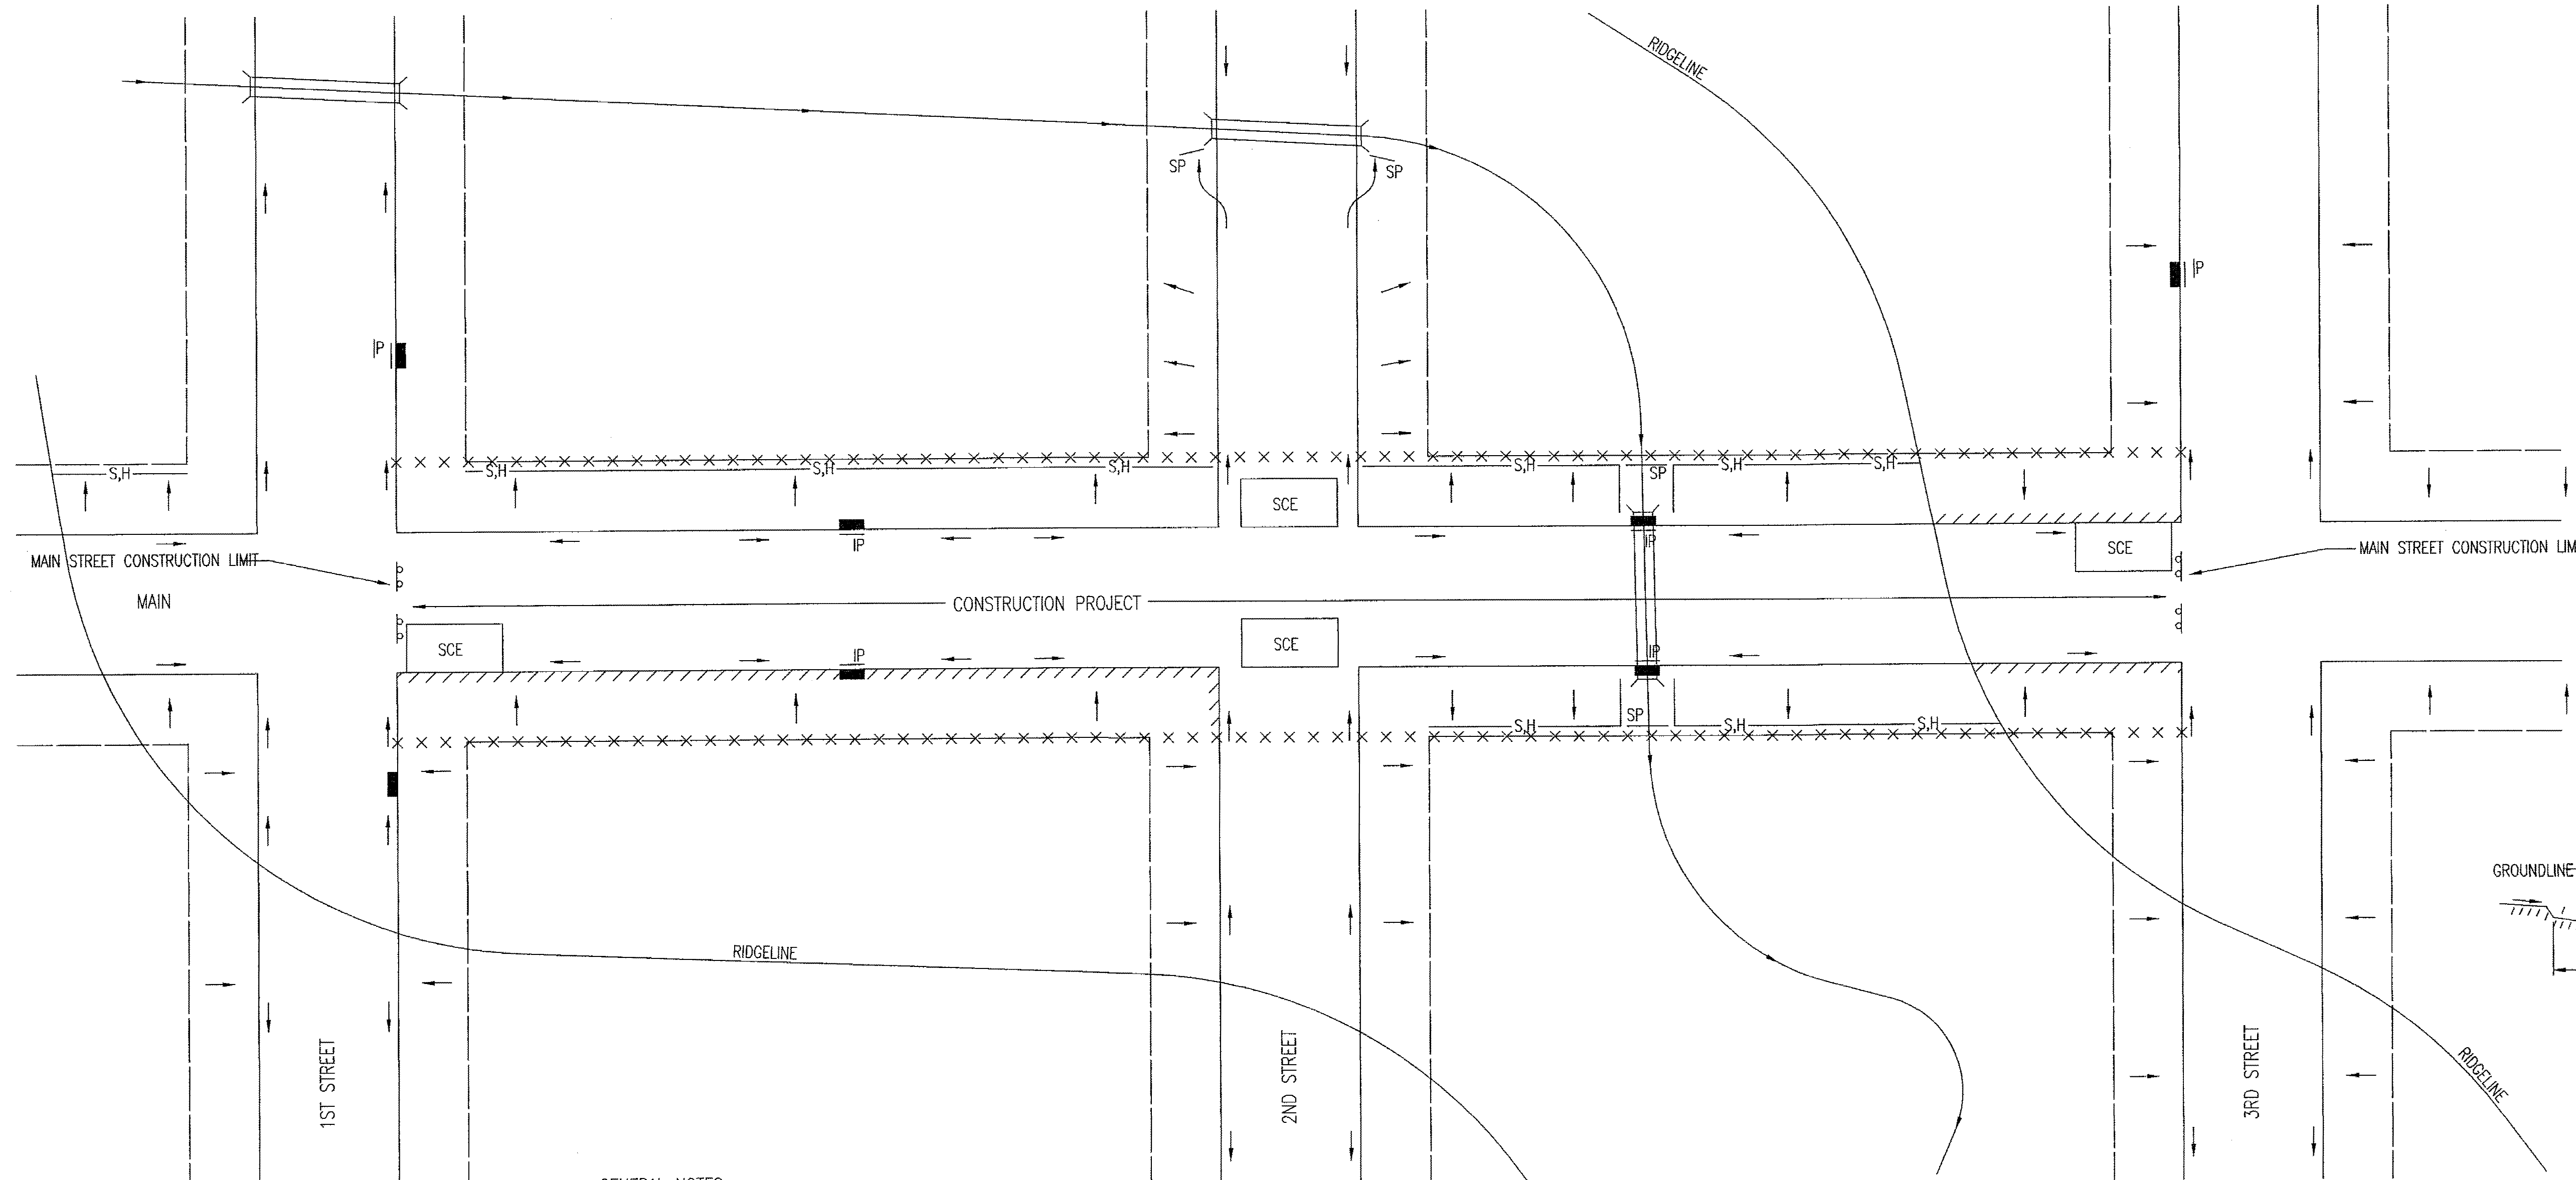 RIDGELINE
SP
SP
IP
IP
S,H
S,H
S,H
S,H
S,H
SP
S,H
S,H
SCE
IP
IP
SCE
MAIN STREET CONSTRUCTION LIMIT
MAIN STREET CONSTRUCTION LIM
MAIN
CONSTRUCTION PROJECT
SCE
SCE
IP
IP
S,H
SP
S,H
S,H
GROUNDLINE
RIDGELINE
1ST STREET
2ND STREET
3RD STREET
RIDGELINE